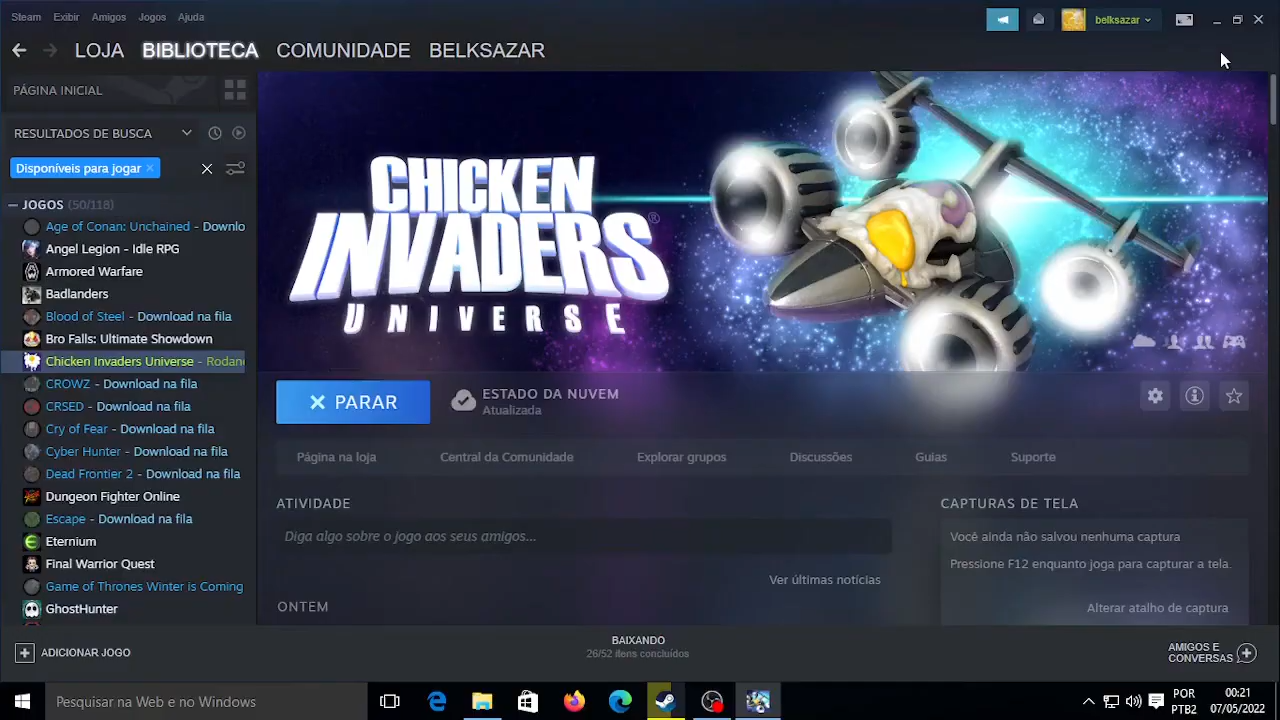 Steam Exibir Amigos Jogos Ajuda
belksazar
LOJA BIBLIOTECA COMUNIDADE BELKSAZAR
PÁGINA INICIAL
RESULTADOS DE BUSCA
Disponíveis para jogar
JOGOS (50/118)
Age of Conan: Unchained - Downlo
Angel Legion - Idle RPG
Armored Warfare
Badlanders
Blood of Steel - Download na fila
Bro Falls: Ultimate Showdown
Chicken Invaders Universe - Rodand
CROWZ - Download na fila
CRSED - Download na fila
Cry of Fear - Download na fila
Cyber Hunter - Download na fila
Dead Frontier 2 - Download na fila
Dungeon Fighter Online
Escape - Download na fila
Eternium
Final Warrior Quest
Game of Thrones Winter is Coming
GhostHunter
CHICKEN
INVADERS®
UNIVERSE
PARAR
ESTADO DA NUVEM
Atualizada
Página na loja Central da Comunidade Explorar grupos Discussões Guias Suporte
ATIVIDADE
Diga algo sobre o jogo aos seus amigos...
Ver últimas notícias
ONTEM
CAPTURAS DE TELA
Você ainda não salvou nenhuma captura
Pressione F12 enquanto joga para capturar a tela.
Alterar atalho de captura
ADICIONAR JOGO
BAIXANDO
26/52 itens concluídos
AMIGOS E
CONVERSAS
Pesquisar na Web e no Windows
POR
PTB2
00:21
07/05/2022